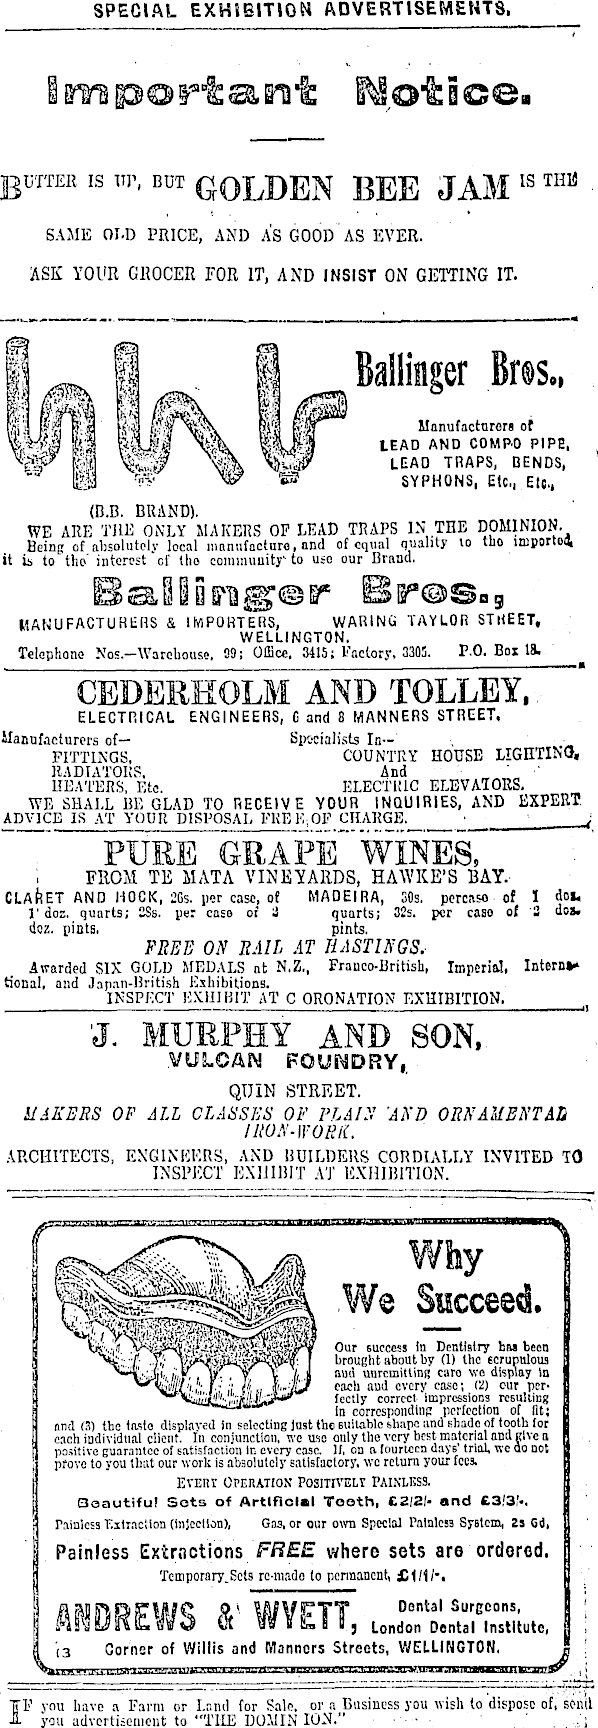 SPECIAL EXHIBITION ADVERTISEMENTS.
Important Notice.
BUTTER IS UP, BUT GOLDEN BEE JAM IS THE
SAME OLD PRICE, AND AS GOOD AS EVER.
ASK YOUR GROCER FOR IT, AND INSIST ON GETTING IT.
Ballinger Bros.,
Manufacturers of
LEAD AND COMPO PIPE,
LEAD TRAPS, BENDS,
SYPHONS, Etc., Etc.,
(B.B. BRAND).
WE ARE THE ONLY MAKERS OF LEAD TRAPS IN THE DOMINION.
Being of absolutely local manufacture, and of equal quality to the imported,
it is to the interest of the community to use our Brand.
Ballinger Bros.,
MANUFACTURERS & IMPORTERS, WARING TAYLOR STREET,
WELLINGTON.
Telephone Nos.—Warehouse, 99; Office, 3415; Factory, 3305. P.O. Box 18.
CEDERHOLM AND TOLLEY,
ELECTRICAL ENGINEERS, 6 and 8 MANNERS STREET.
Manufacturers of— Specialists In—
FITTINGS, COUNTRY HOUSE LIGHTING,
RADIATORS, And
HEATERS, Etc. ELECTRIC ELEVATORS.
WE SHALL BE GLAD TO RECEIVE YOUR INQUIRIES, AND EXPERT
ADVICE IS AT YOUR DISPOSAL FREE OF CHARGE.
PURE GRAPE WINES,
FROM TE MATA VINEYARDS, HAWKE'S BAY.
CLARET AND HOCK, 26s. per case, of
1 doz. quarts; 28s. per case of 2
doz. pints.
MADEIRA, 30s. percase of 1 doz.
quarts; 32s. per case of 2 doz.
pints.
FREE ON RAIL AT HASTINGS.
Awarded SIX GOLD MEDALS at N.Z., Franco-British, Imperial, Interna-
tional, and Japan-British Exhibitions.
INSPECT EXHIBIT AT C ORONATION EXHIBITION.
J. MURPHY AND SON,
VULCAN FOUNDRY,
QUIN STREET.
MAKERS OF ALL CLASSES OF PLAIN AND ORNAMENTAL
IRON-WORK.
ARCHITECTS, ENGINEERS, AND BUILDERS CORDIALLY INVITED TO
INSPECT EXHIBIT AT EXHIBITION.
Why
We Succeed.
Our success in Dentistry has been
brought about by (1) the scrupulous
and unremitting care we display in
each and every case; (2) our per-
fectly correct impressions resulting
in corresponding perfection of fit;
and (3) the taste displayed in selecting just the suitable shape and shade of tooth for
each individual client. In conjunction, we use only the very best material and give a
positive guarantee of satisfaction in every case. If, on a fourteen days' trial, we do not
prove to you that our work is absolutely satisfactory, we return your fees.
EVERY OPERATION POSITIVELY PAINLESS.
Beautiful Sets of Artificial Teeth, £2/2/- and £3/3/-.
Painless Extraction (injection), Gas, or our own Special Painless System, 2s 6d,
Painless Extractions FREE where sets are ordered.
Temporary Sets re-made to permanent, £1/1/-.
ANDREWS & WYETT, Dental Surgeons,
London Dental Institute,
13 Corner of Willis and Manners Streets, WELLINGTON.
IF you have a Farm or Land for Sale, or a Business you wish to dispose of, send
you advertisement to "THE DOMIN ION."